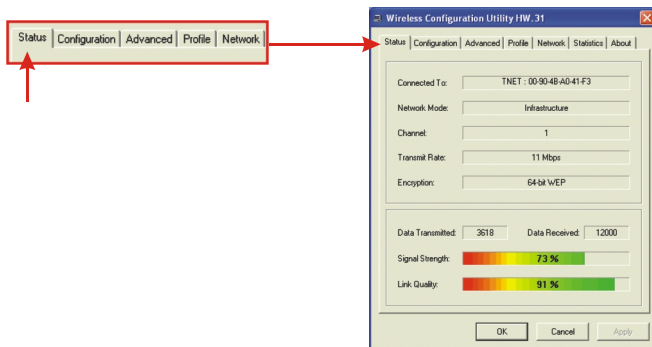 Status Configuration Advanced Profile Network
Wireless Configuration Utility HW.31
Status Configuration Advanced Profile Network Statistics About
Connected To: TNET : 00-90-4B-A0-41-F3
Network Mode: Infrastructure
Channel: 1
Transmit Rate: 11 Mbps
Encryption: 64-bit WEP
Data Transmitted: 3618 Data Received: 12000
Signal Strength: 73 %
Link Quality: 91 %
OK Cancel Apply